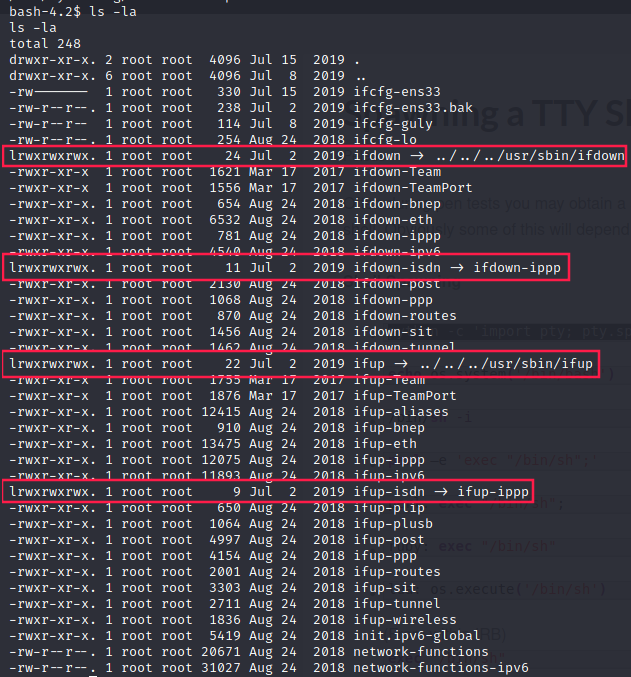 bash-4.2$ ls -la
ls -la
total 248
drwxr-xr-x. 2 root root 4096 Jul 15 2019 .
drwxr-xr-x. 6 root root 4096 Jul 8 2019 ..
-rw------- 1 root root 330 Jul 15 2019 ifcfg-ens33
-rw-r--r--. 1 root root 238 Jul 2 2019 ifcfg-ens33.bak
-rw-r--r-- 1 root root 114 Jul 8 2019 ifcfg-guly
-rw-r--r--. 1 root root 254 Aug 24 2018 ifcfg-lo
lrwxrwxrwx. 1 root root 24 Jul 2 2019 ifdown -> ../../../usr/sbin/ifdown
-rwxr-xr-x 1 root root 1621 Mar 17 2017 ifdown-Team
-rwxr-xr-x 1 root root 1556 Mar 17 2017 ifdown-TeamPort
-rwxr-xr-x. 1 root root 654 Aug 24 2018 ifdown-bnep
-rwxr-xr-x. 1 root root 6532 Aug 24 2018 ifdown-eth
-rwxr-xr-x. 1 root root 781 Aug 24 2018 ifdown-ippp
-rwxr-xr-x. 1 root root 4540 Aug 24 2018 ifdown-ipv6
lrwxrwxrwx. 1 root root 11 Jul 2 2019 ifdown-isdn -> ifdown-ippp
-rwxr-xr-x. 1 root root 2130 Aug 24 2018 ifdown-post
-rwxr-xr-x. 1 root root 1068 Aug 24 2018 ifdown-ppp
-rwxr-xr-x. 1 root root 870 Aug 24 2018 ifdown-routes
-rwxr-xr-x. 1 root root 1456 Aug 24 2018 ifdown-sit
-rwxr-xr-x. 1 root root 1462 Aug 24 2018 ifdown-tunnel
lrwxrwxrwx. 1 root root 22 Jul 2 2019 ifup -> ../../../usr/sbin/ifup
-rwxr-xr-x 1 root root 1755 Mar 17 2017 ifup-Team
-rwxr-xr-x 1 root root 1876 Mar 17 2017 ifup-TeamPort
-rwxr-xr-x. 1 root root 12415 Aug 24 2018 ifup-aliases
-rwxr-xr-x. 1 root root 910 Aug 24 2018 ifup-bnep
-rwxr-xr-x. 1 root root 13475 Aug 24 2018 ifup-eth
-rwxr-xr-x. 1 root root 12075 Aug 24 2018 ifup-ippp
-rwxr-xr-x. 1 root root 11893 Aug 24 2018 ifup-ipv6
lrwxrwxrwx. 1 root root 9 Jul 2 2019 ifup-isdn -> ifup-ippp
-rwxr-xr-x. 1 root root 650 Aug 24 2018 ifup-plip
-rwxr-xr-x. 1 root root 1064 Aug 24 2018 ifup-plusb
-rwxr-xr-x. 1 root root 4997 Aug 24 2018 ifup-post
-rwxr-xr-x. 1 root root 4154 Aug 24 2018 ifup-ppp
-rwxr-xr-x. 1 root root 2001 Aug 24 2018 ifup-routes
-rwxr-xr-x. 1 root root 3303 Aug 24 2018 ifup-sit
-rwxr-xr-x. 1 root root 2711 Aug 24 2018 ifup-tunnel
-rwxr-xr-x. 1 root root 1836 Aug 24 2018 ifup-wireless
-rwxr-xr-x. 1 root root 5419 Aug 24 2018 init.ipv6-global
-rw-r--r--. 1 root root 20671 Aug 24 2018 network-functions
-rw-r--r--. 1 root root 31027 Aug 24 2018 network-functions-ipv6